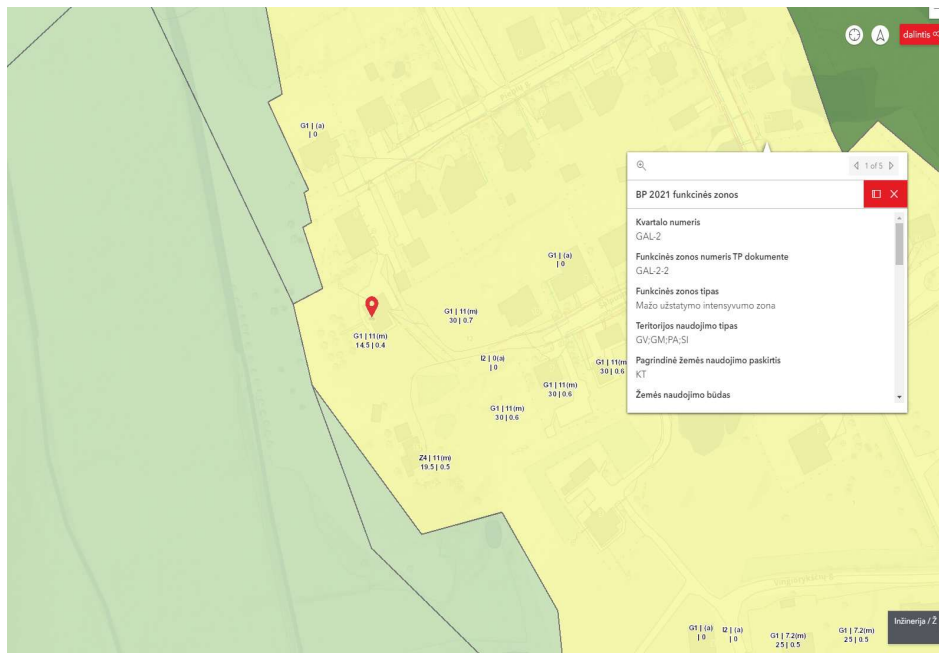 dalintis
G1 | (a)
| 0
1 of 5
BP 2021 funkcinės zonos
Kvartalo numeris
GAL-2
Funkcinės zonos numeris TP dokumente
GAL-2-2
Funkcinės zonos tipas
Mažo užstatymo intensyvumo zona
Teritorijos naudojimo tipas
GV;GM;PA;SI
Pagrindinė žemės naudojimo paskirtis
KT
Žemės naudojimo būdas
G1 | (a)
| 0
G1 | 11(m)
30 | 0.7
G1 | 11(m)
14.5 | 0.4
I2 | 0(a)
| 0
G1 | 11(m
30 | 0.6
G1 | 11(m)
30 | 0.6
G1 | 11(m)
30 | 0.6
Z4 | 11(m)
19.5 | 0.5
Inžinerija / Ž
G1 | (a)
| 0
I2 | (a)
| 0
G1 | 7.2(m)
25 | 0.5
G1 | 7.2(m)
25 | 0.5